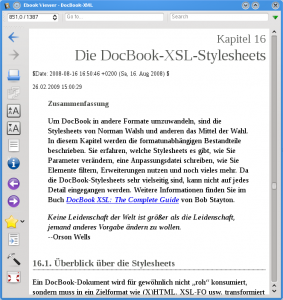 Ebook Viewer - DocBook-XSL
851.0 / 1387
Go to...
Search
Kapitel 16
Die DocBook-XSL-Stylesheets
$Date: 2008-08-16 16:50:46 +0200 (Sa, 16. Aug 2008) $
26.02.2009 15:00:29
Zusammenfassung
Um DocBook in andere Formate umzuwandeln, sind die
Stylesheets von Norman Walsh und anderen das Mittel der Wahl.
In diesem Kapitel werden die formatunabhängigen Bestandteile
beschrieben. Sie erfahren, welche Stylesheets es gibt, wie Sie
Parameter verändern, eine Anpassungsdatei schreiben, wie Sie
Elemente filtern, Erweiterungen nutzen und noch vieles mehr. Da
die DocBook-Stylesheets sehr vielseitig sind, kann nicht auf jedes
Detail eingegangen werden. Weitere Informationen finden Sie im
Buch DocBook XSL: The Complete Guide von Bob Stayton.
Keine Leidenschaft der Welt ist größer als die Leidenschaft,
jemand anderes Vorgabe ändern zu wollen.
--Orson Wells
16.1. Überblick über die Stylesheets
Ein DocBook-Dokument wird für gewöhnlich nicht „roh“ konsumiert,
sondern muss in ein Zielformat wie (X)HTML, XSL-FO usw. transformiert